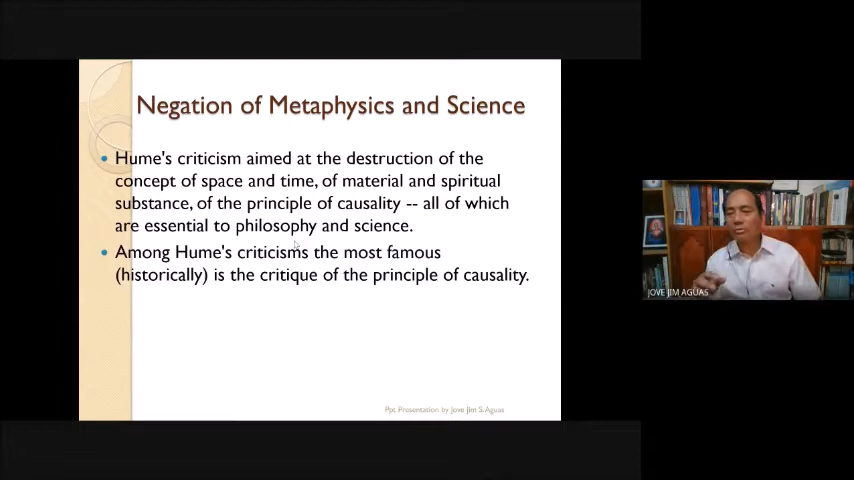 Negation of Metaphysics and Science
• Hume's criticism aimed at the destruction of the
concept of space and time, of material and spiritual
substance, of the principle of causality -- all of which
are essential to philosophy and science.
• Among Hume's criticisms the most famous
(historically) is the critique of the principle of causality.
Ppt Presentation by Jove Jim S. Aguas
JOVE JIM AGUAS